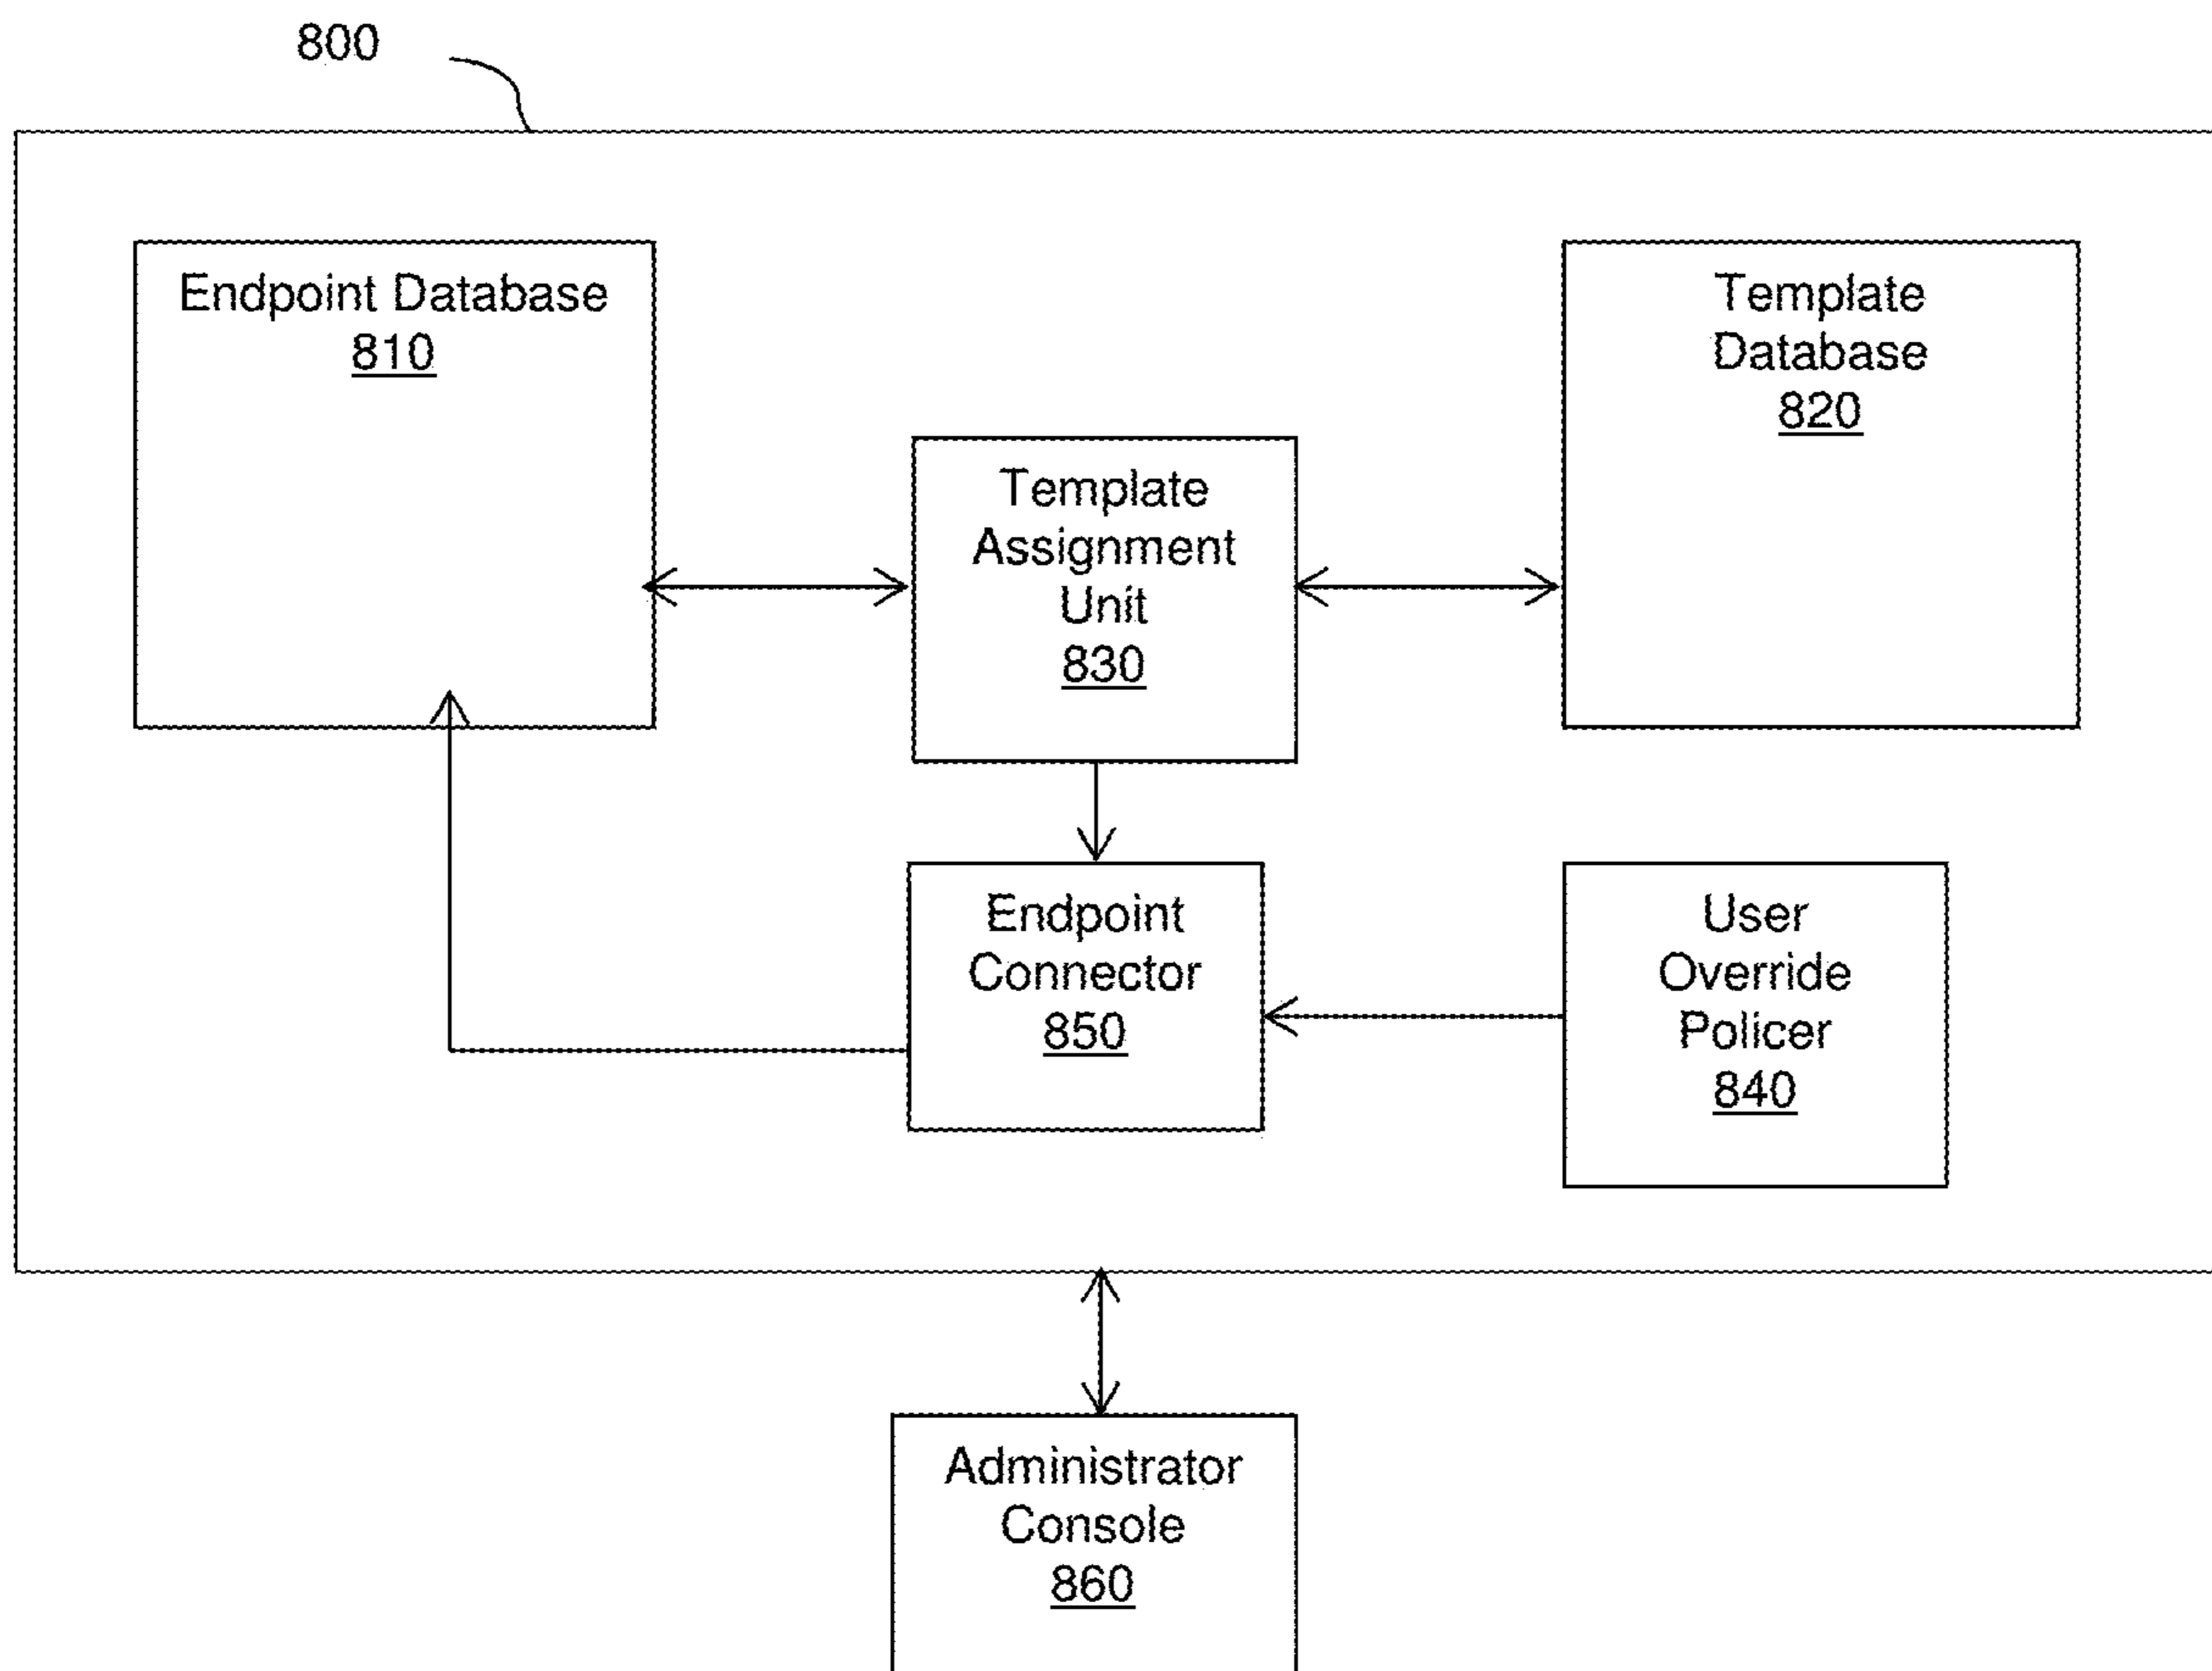 800
Endpoint Database
810
Template
Database
820
Template
Assignment
Unit
830
Endpoint
Connector
850
User
Override
Policer
840
Administrator
Console
860